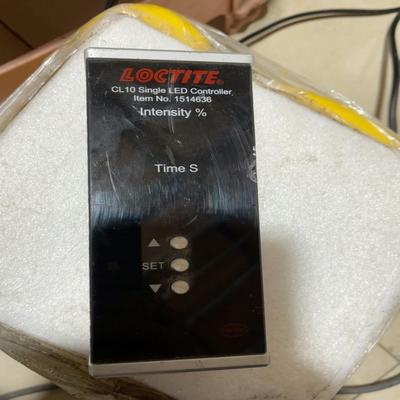 LOCTITE®
CL10 Single LED Controller
Item No. 1514636
Intensity %
Time S
SET